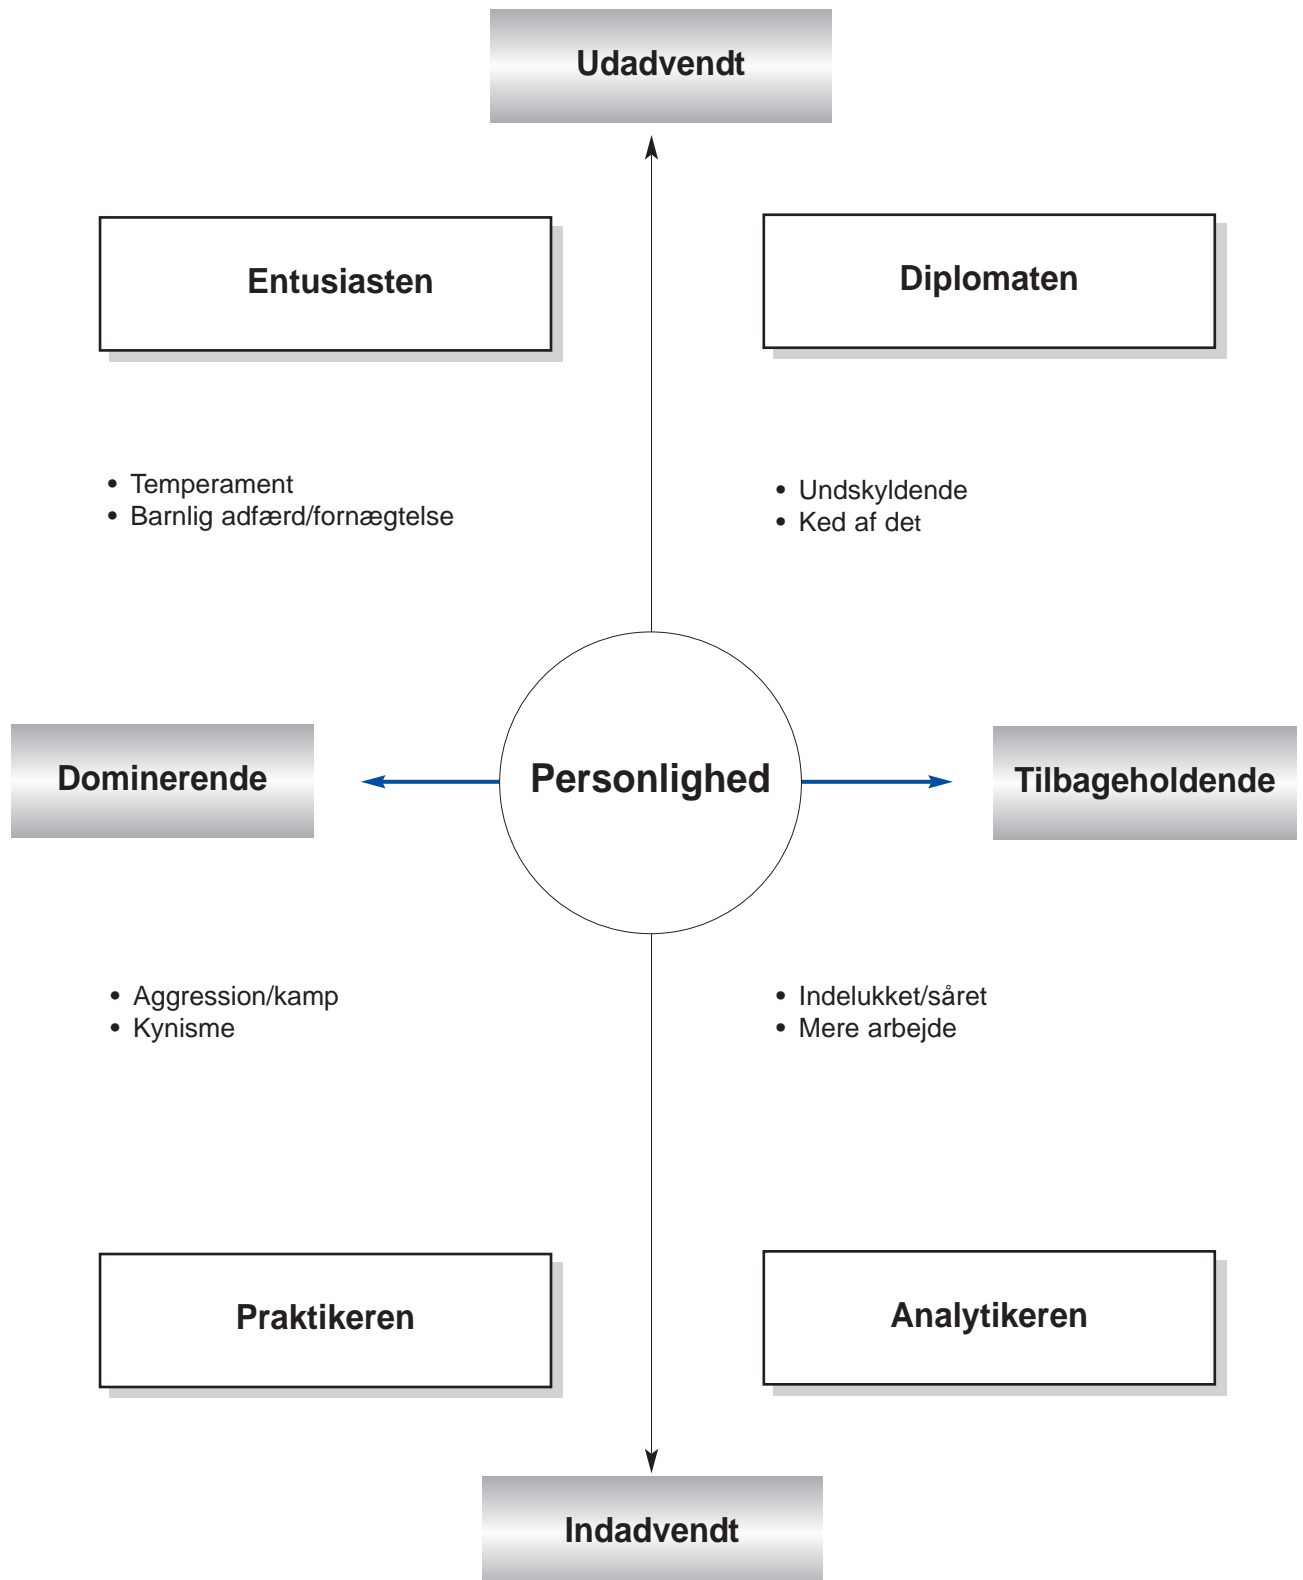 Udadvendt
Entusiasten
Diplomaten
• Temperament
• Barnlig adfærd/fornægtelse
• Undskyldende
• Ked af det
Dominerende
Personlighed
Tilbageholdende
• Aggression/kamp
• Kynisme
• Indelukket/såret
• Mere arbejde
Praktikeren
Analytikeren
Indadvendt